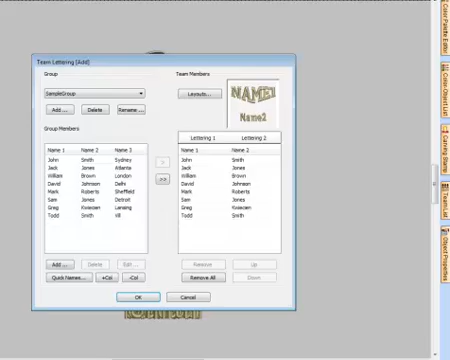 Team Lettering (Add)
Group
Team Members
SampleGroup
Layouts...
Add ...
Delete
Rename ...
NAME1
Name2
Group Members
Lettering 1 Lettering 2
Name 1 Name 2 Name 3
John Smith Sydney
Jack Jones Atlanta
William Brown London
David Johnson Delhi
Mark Roberts Sheffield
Sam Jones Detroit
Greg Kwiecien Lansing
Todd Smith
Name 1 Name 2
John Smith
Jack Jones
William Brown
David Johnson
Mark Roberts
Sam Jones
Greg Kwiecien
Todd Smith
>
>>
Add ...
Delete
Edit ...
Quick Names...
+Col
-Col
Remove
Up
Remove All
Down
OK
Cancel
Color Palette Editor
Color-Object List
Carving Stamp
Team List
Object Properties